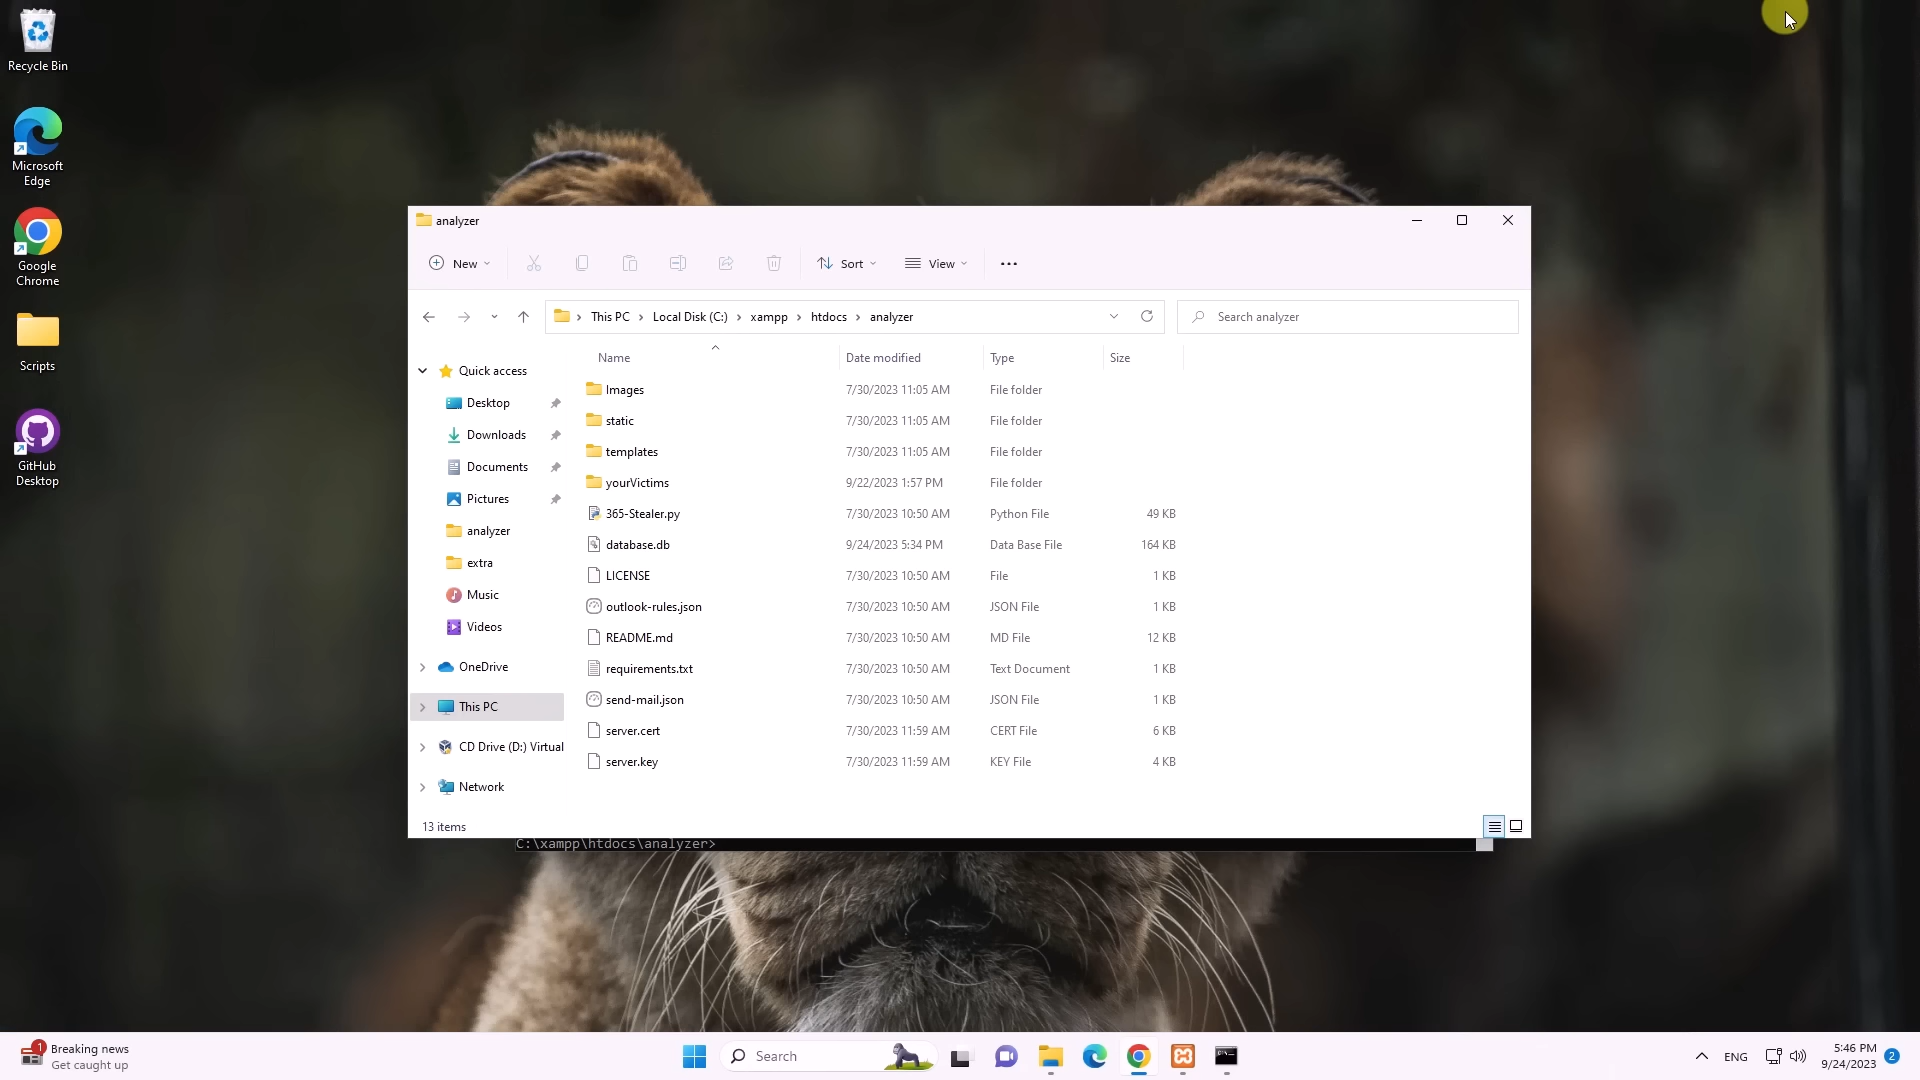 Recycle Bin
Microsoft
Edge
Google
Chrome
Scripts
GitHub
Desktop
analyzer
New
Sort
View
This PC
Local Disk (C:)
xampp
htdocs
analyzer
Search analyzer
Name
Date modified
Type
Size
Quick access
Desktop
Downloads
Documents
Pictures
analyzer
extra
Music
Videos
OneDrive
This PC
CD Drive (D:) Virtual
Network
Images 7/30/2023 11:05 AM File folder
static 7/30/2023 11:05 AM File folder
templates 7/30/2023 11:05 AM File folder
yourVictims 9/22/2023 1:57 PM File folder
365-Stealer.py 7/30/2023 10:50 AM Python File 49 KB
database.db 9/24/2023 5:34 PM Data Base File 164 KB
LICENSE 7/30/2023 10:50 AM File 1 KB
outlook-rules.json 7/30/2023 10:50 AM JSON File 1 KB
README.md 7/30/2023 10:50 AM MD File 12 KB
requirements.txt 7/30/2023 10:50 AM Text Document 1 KB
send-mail.json 7/30/2023 10:50 AM JSON File 1 KB
server.cert 7/30/2023 11:59 AM CERT File 6 KB
server.key 7/30/2023 11:59 AM KEY File 4 KB
13 items
C:\xampp\htdocs\analyzer>
1
Breaking news
Get caught up
Search
ENG
5:46 PM
9/24/2023
2